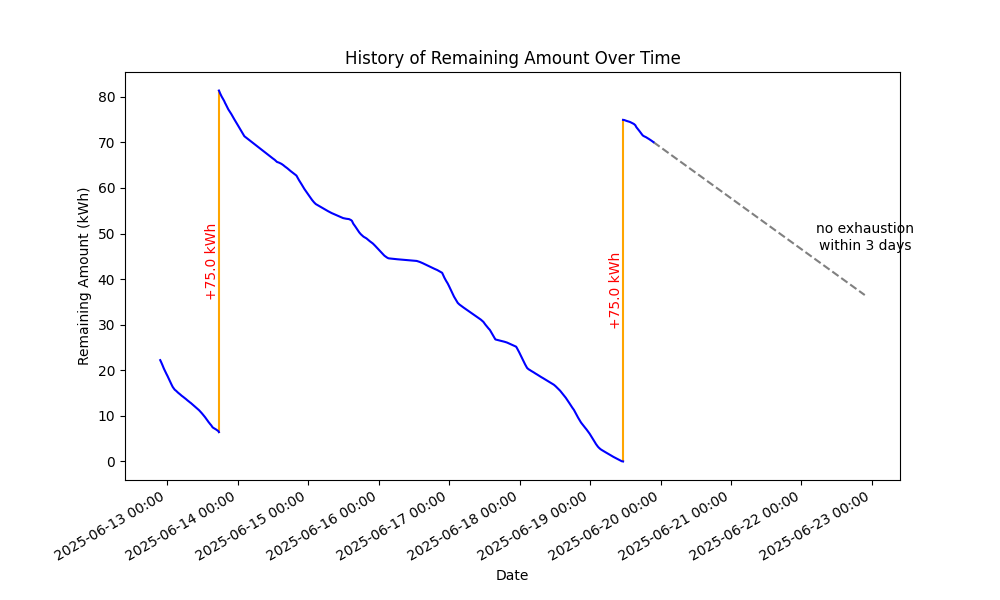 History of Remaining Amount Over Time
Remaining Amount (kWh)
80
70
60
50
40
30
20
10
0
+75.0 kWh
+75.0 kWh
no exhaustion
within 3 days
2025-06-13 00:00
2025-06-14 00:00
2025-06-15 00:00
2025-06-16 00:00
2025-06-17 00:00
2025-06-18 00:00
2025-06-19 00:00
2025-06-20 00:00
2025-06-21 00:00
2025-06-22 00:00
2025-06-23 00:00
Date